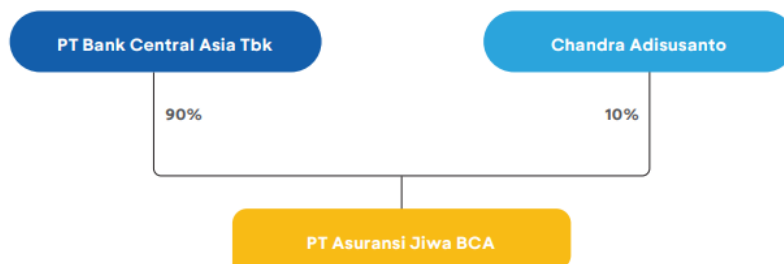 PT Bank Central Asia Tbk
Chandra Adisusanto
90%
10%
PT Asuransi Jiwa BCA